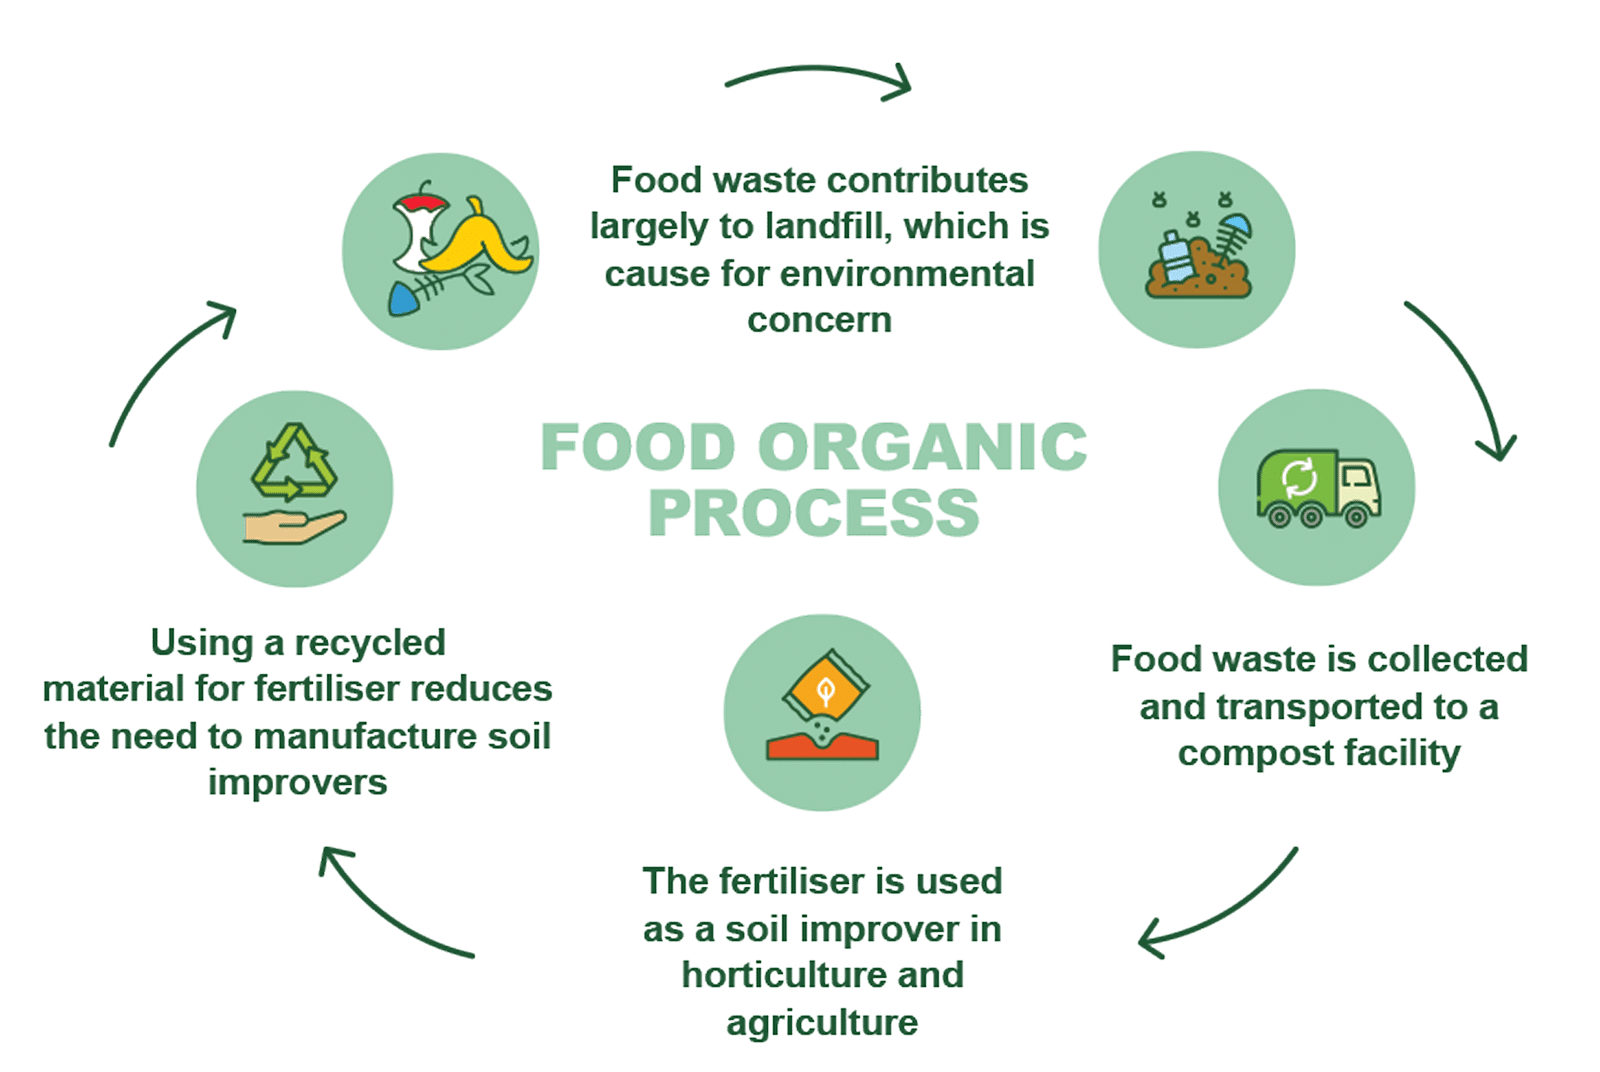 Food waste contributes
largely to landfill, which is
cause for environmental
concern
FOOD ORGANIC
PROCESS
Food waste is collected
and transported to a
compost facility
The fertiliser is used
as a soil improver in
horticulture and
agriculture
Using a recycled
material for fertiliser reduces
the need to manufacture soil
improvers